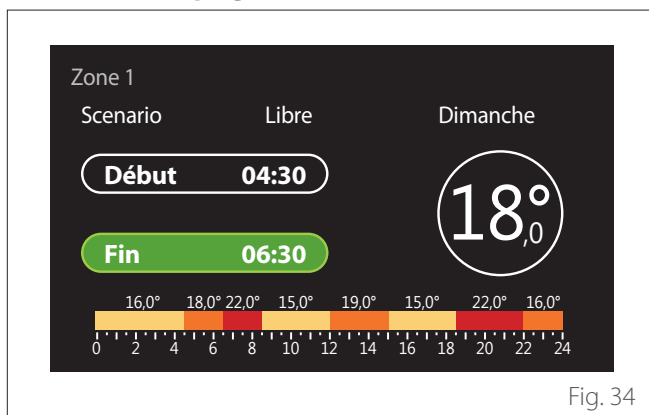 Zone 1
Scenario Libre Dimanche
Début 04:30
18°,0
Fin 06:30
16,0° 18,0° 22,0° 15,0° 19,0° 15,0° 22,0° 16,0°
0 2 4 6 8 10 12 14 16 18 20 22 24
Fig. 34